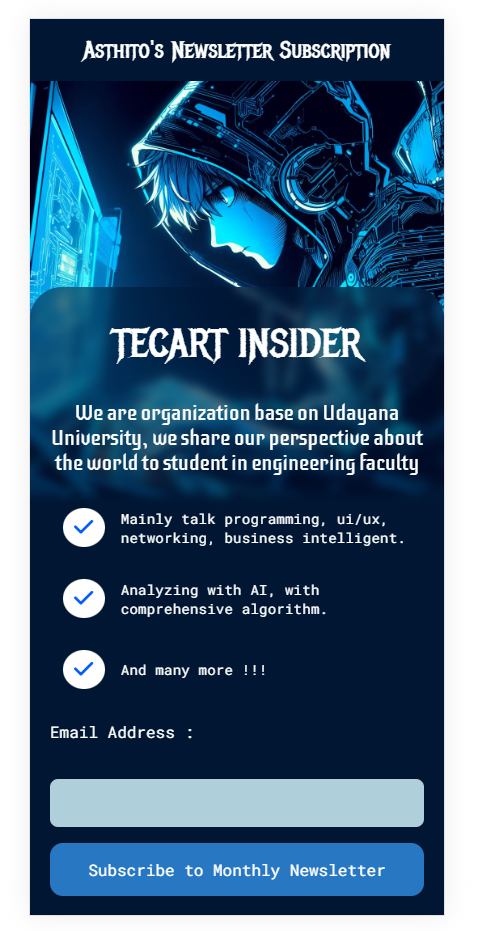 Asthito's Newsletter Subscription
TECART INSIDER
We are organization base on Udayana
University, we share our perspective about
the world to student in engineering faculty
Mainly talk programming, ui/ux,
networking, business intelligent.
Analyzing with AI, with
comprehensive algorithm.
And many more !!!
Email Address :
Subscribe to Monthly Newsletter